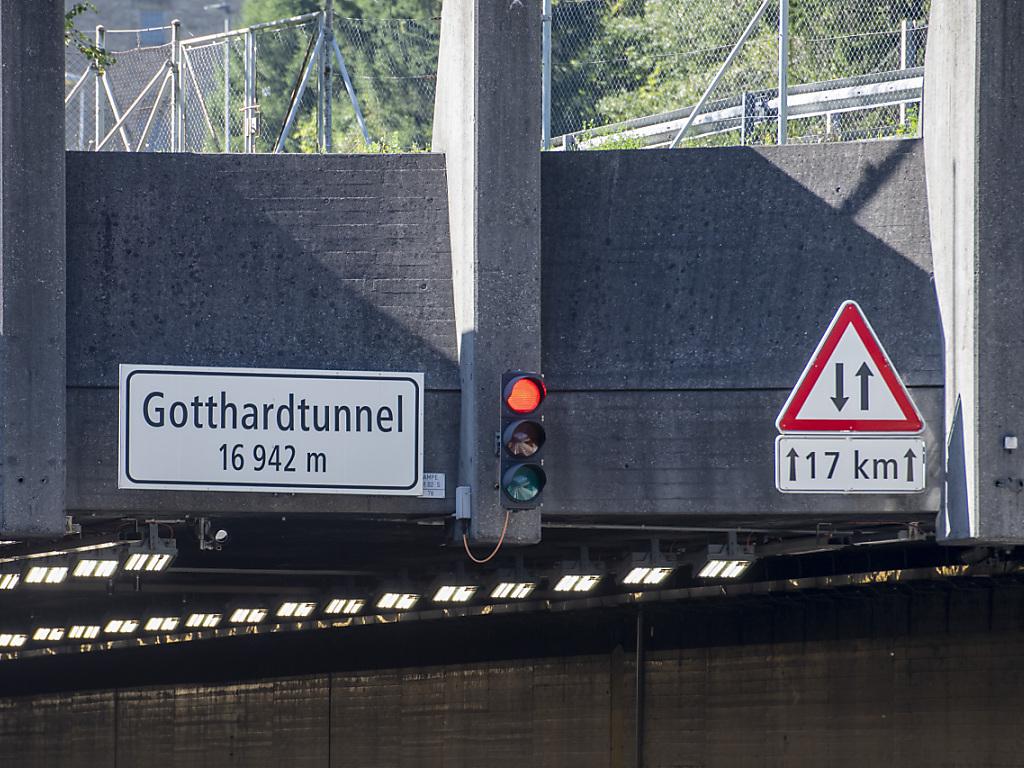 Gotthardtunnel
16 942 m
↑17 km↑